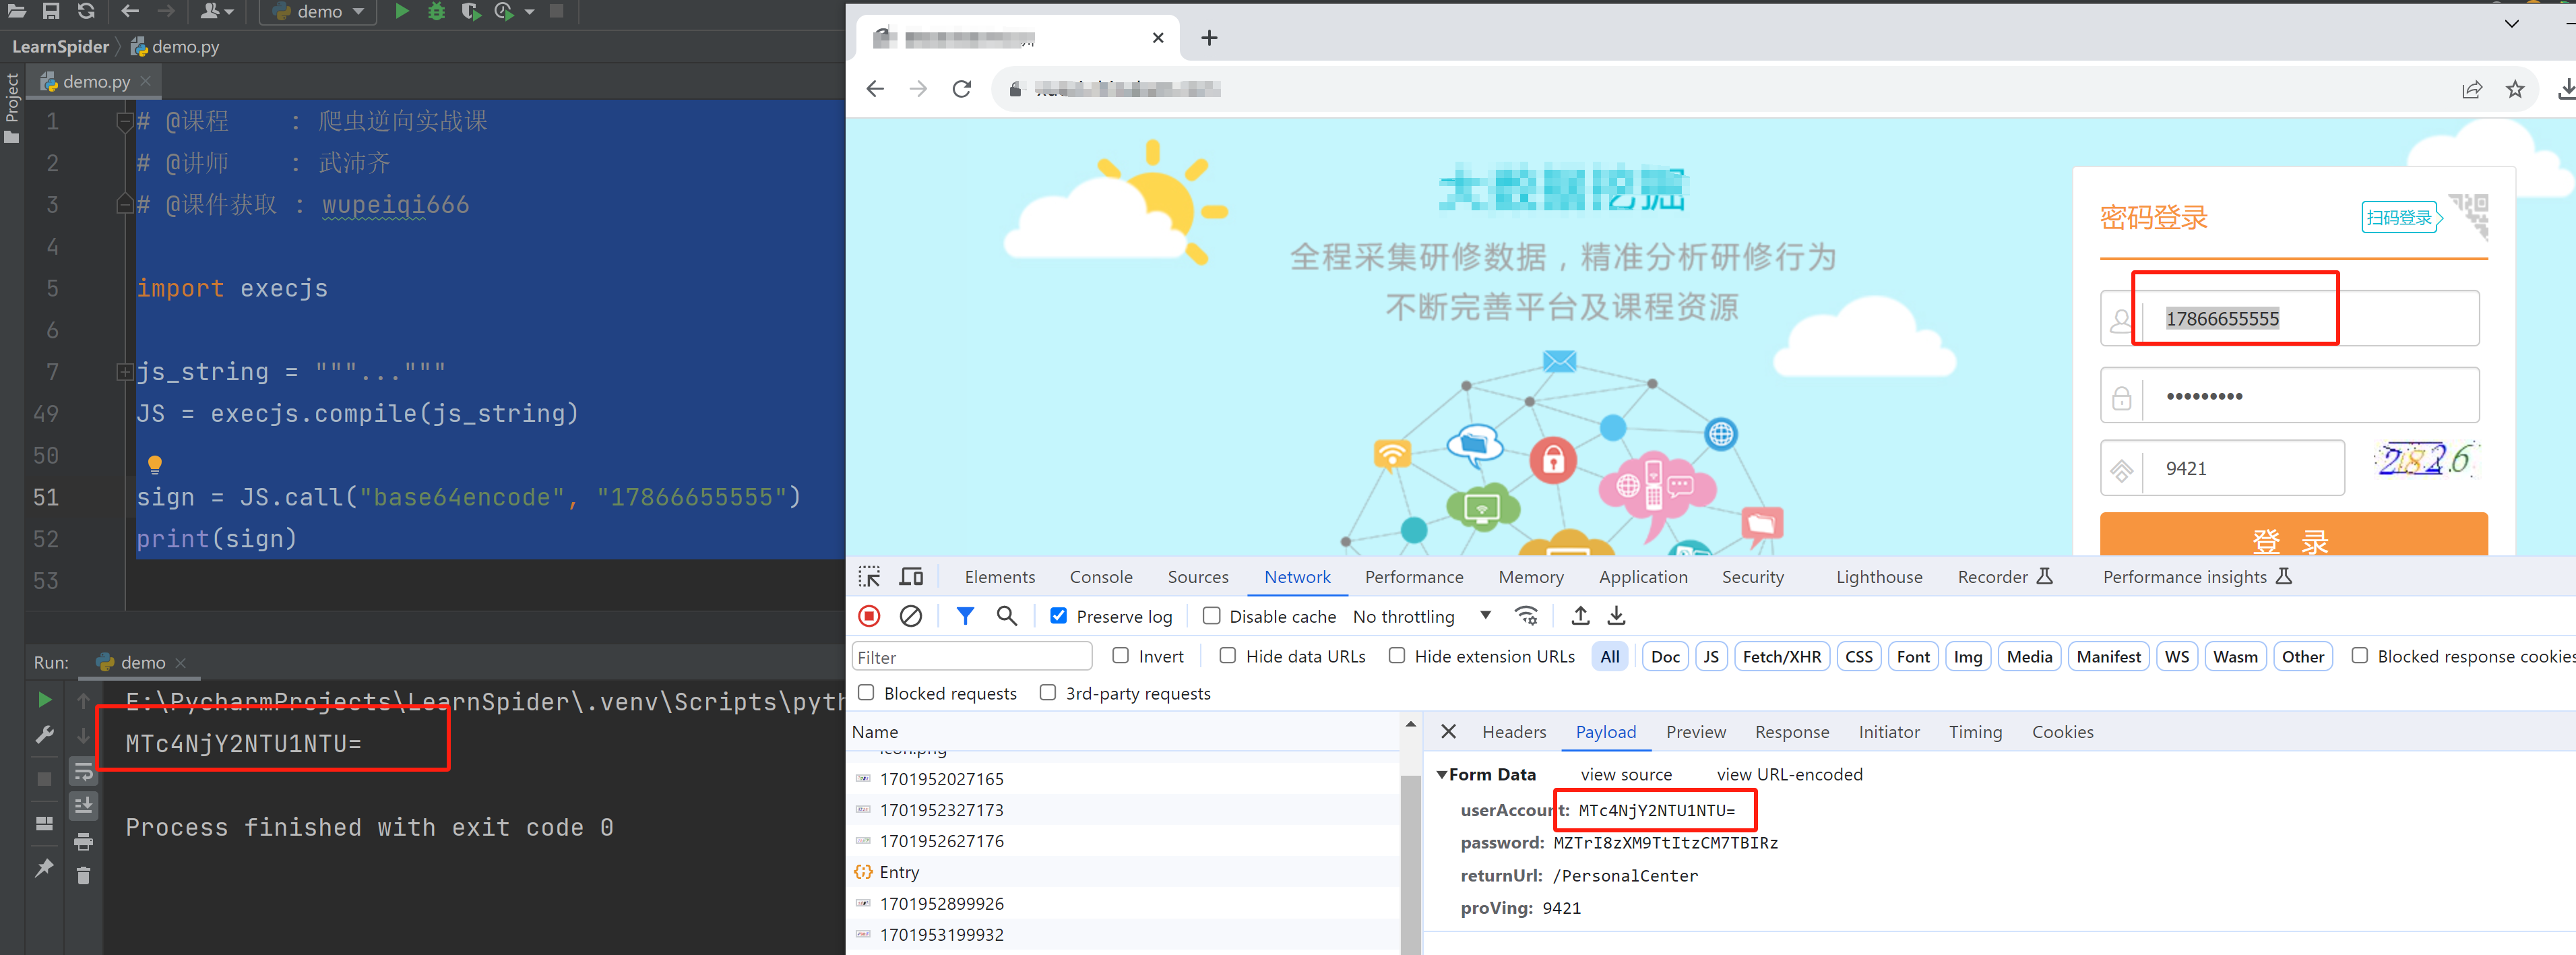 demo
LearnSpider
demo.py
demo.py
Project
1 # @课程 : 爬虫逆向实战课
2 # @讲师 : 武沛齐
3 # @课件获取 : wupeiqi666
4
5 import execjs
6
7 js_string = """..."""
49 JS = execjs.compile(js_string)
50
51 sign = JS.call("base64encode", "17866655555")
52 print(sign)
53
Run: demo
E:\PycharmProjects\LearnSpider\.venv\Scripts\pyth
MTc4NjY2NTU1NTU=
Process finished with exit code 0
全程采集研修数据，精准分析研修行为
不断完善平台及课程资源
密码登录
扫码登录
17866655555
•••••••••
9421
2826
登 录
Elements Console Sources Network Performance Memory Application Security Lighthouse Recorder Performance insights
Preserve log Disable cache No throttling
Filter Invert Hide data URLs Hide extension URLs All Doc JS Fetch/XHR CSS Font Img Media Manifest WS Wasm Other Blocked response cookies
Blocked requests 3rd-party requests
Name
icon.png
1701952027165
1701952327173
1701952627176
Entry
1701952899926
1701953199932
Headers Payload Preview Response Initiator Timing Cookies
Form Data view source view URL-encoded
userAccount: MTc4NjY2NTU1NTU=
password: MZTrI8zXM9TtItzCM7TBIRz
returnUrl: /PersonalCenter
proVing: 9421